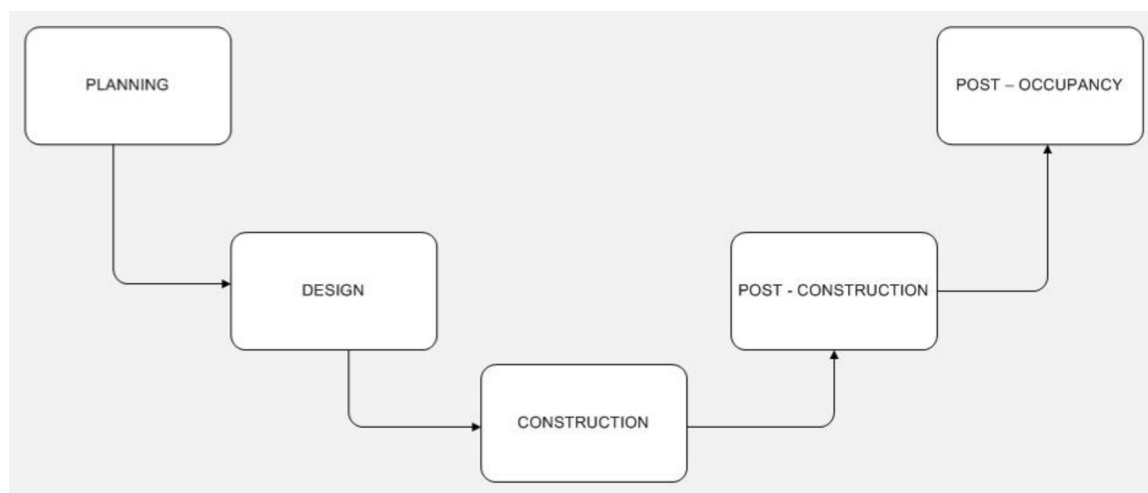 PLANNING
DESIGN
CONSTRUCTION
POST - CONSTRUCTION
POST – OCCUPANCY